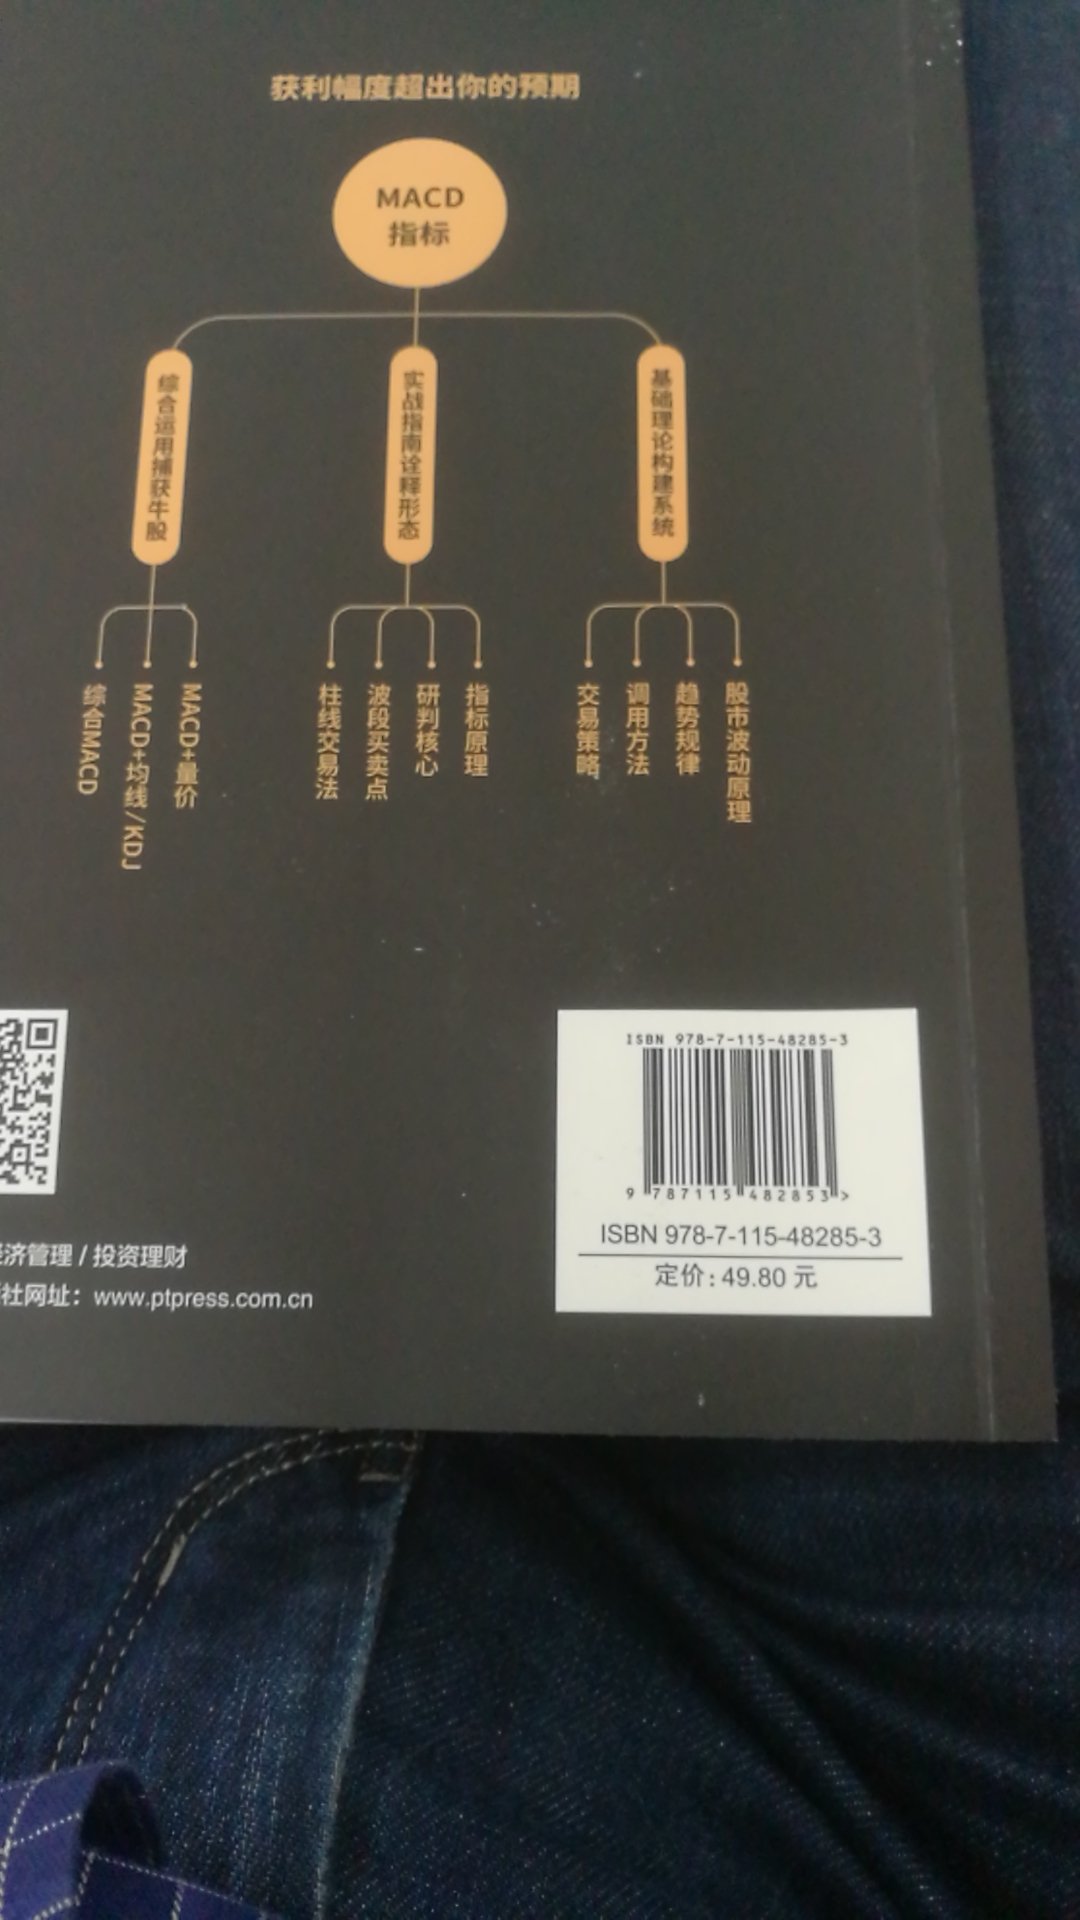 获利幅度超出你的预期
MACD
指标
综合运用捕获牛股
实战指南诠释形态
基础理论构建系统
综合MACD
MACD+均线/KDJ
MACD+量价
柱线交易法
波段买卖点
研判核心
指标原理
交易策略
调用方法
趋势规律
股市波动原理
ISBN 978-7-115-48285-3
9 787115 482853 >
ISBN 978-7-115-48285-3
定价：49.80 元
济管理 / 投资理财
社网址：www.ptpress.com.cn